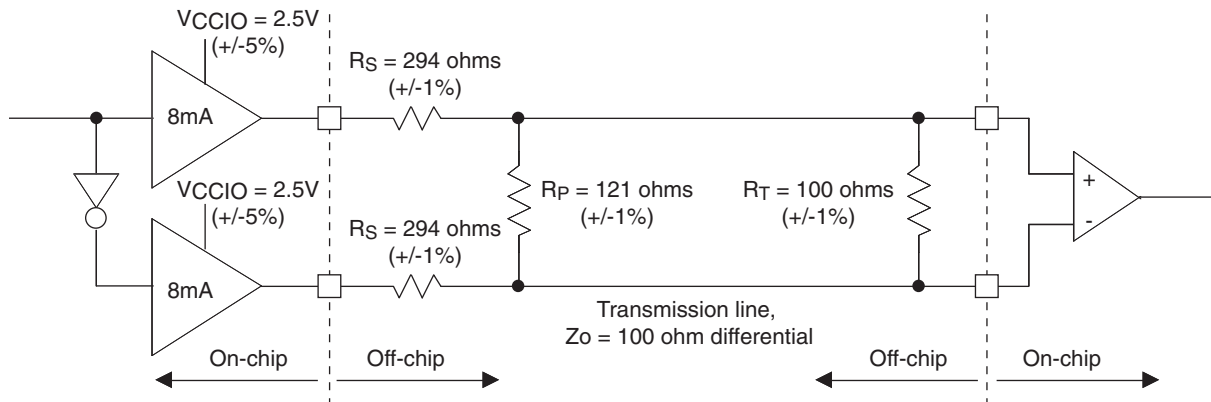 VCCIO = 2.5V
(+/-5%)
8mA
RS = 294 ohms
(+/-1%)
VCCIO = 2.5V
(+/-5%)
8mA
RS = 294 ohms
(+/-1%)
RP = 121 ohms
(+/-1%)
RT = 100 ohms
(+/-1%)
+
-
Transmission line,
Zo = 100 ohm differential
On-chip
Off-chip
Off-chip
On-chip